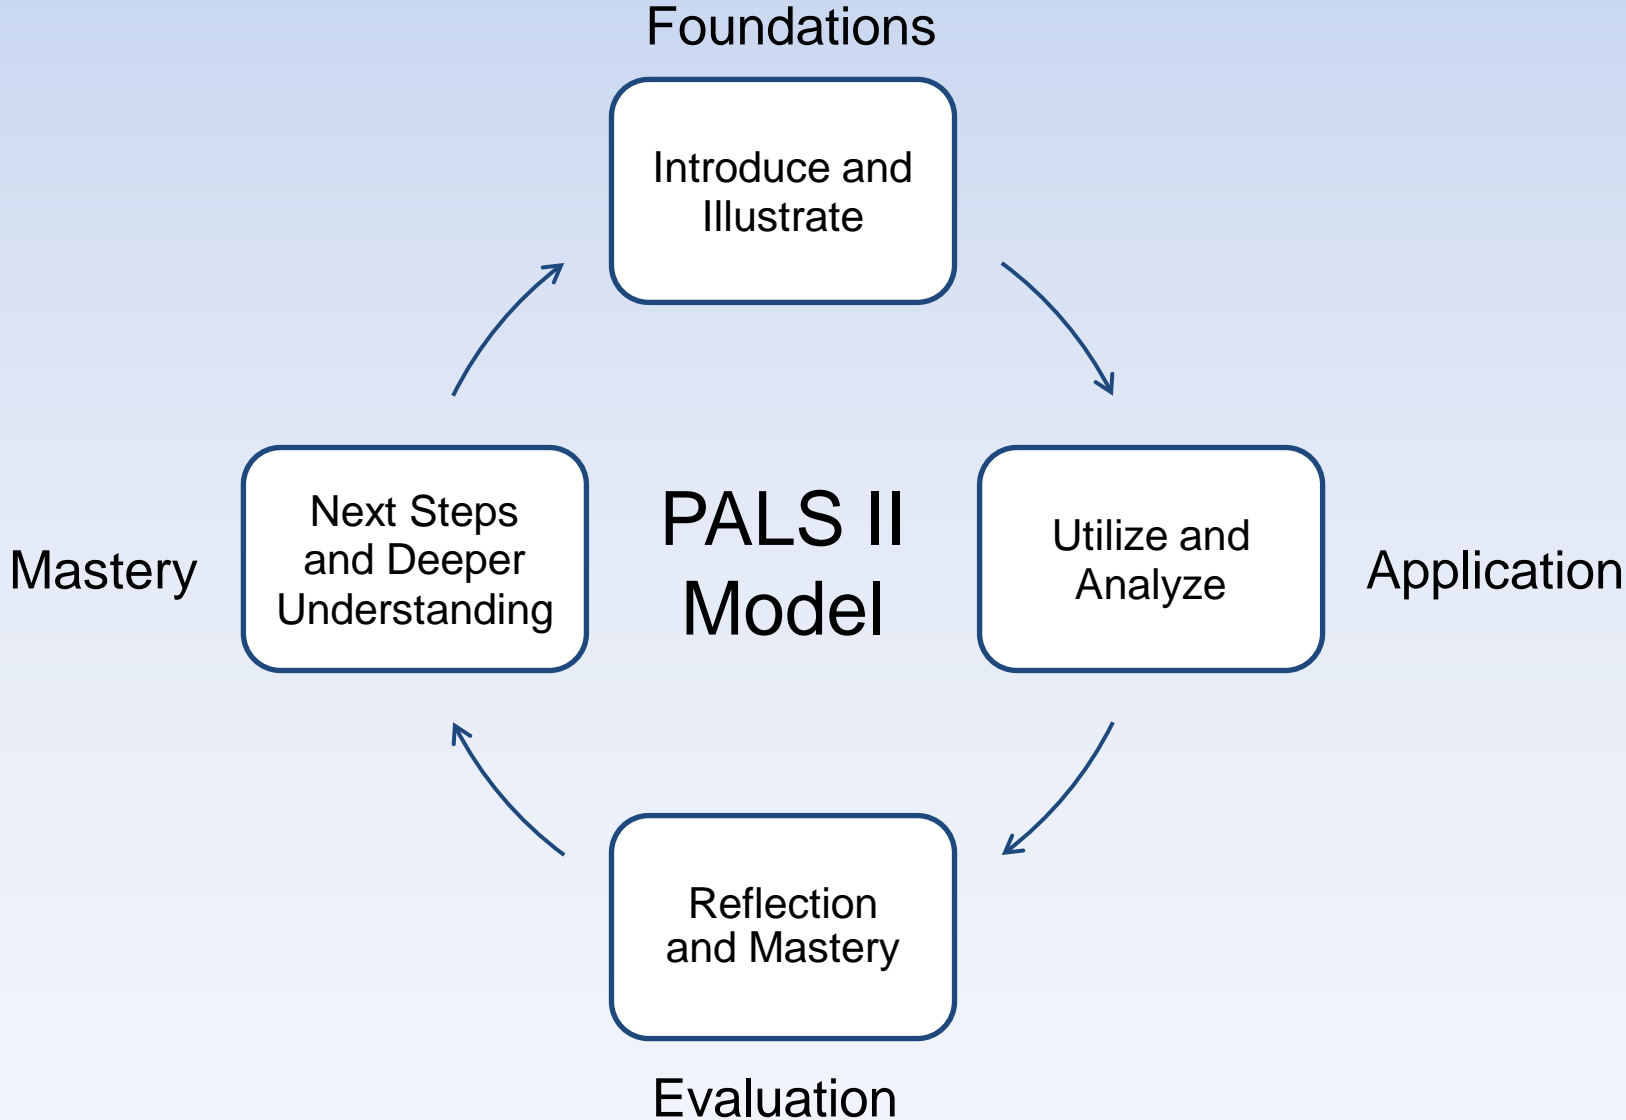 Foundations
Introduce and
Illustrate
Next Steps
and Deeper
Understanding
Mastery
PALS II
Model
Utilize and
Analyze
Application
Reflection
and Mastery
Evaluation